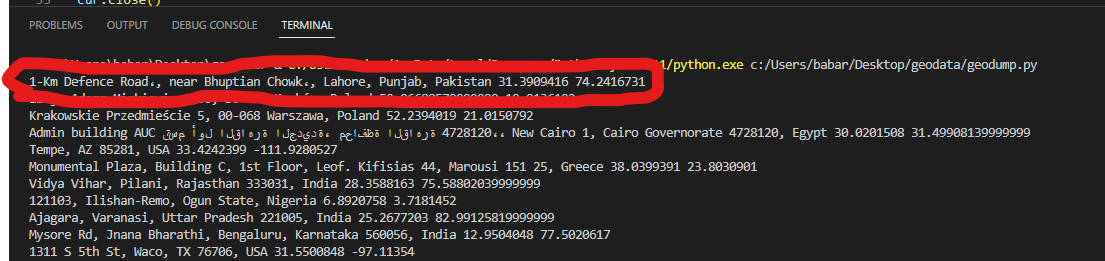 cur.close()
PROBLEMS OUTPUT DEBUG CONSOLE TERMINAL
/python.exe c:/Users/babar/Desktop/geodata/geodump.py
1-Km Defence Road،, near Bhuptian Chowk،, Lahore, Punjab, Pakistan 31.3909416 74.2416731
Krakowskie Przedmieście 5, 00-068 Warszawa, Poland 52.2394019 21.0150792
Admin building AUC قسم أول القاهرة الجديدة، محافظة القاهرة 4728120،, New Cairo 1, Cairo Governorate 4728120, Egypt 30.0201508 31.49908139999999
Tempe, AZ 85281, USA 33.4242399 -111.9280527
Monumental Plaza, Building C, 1st Floor, Leof. Kifisias 44, Marousi 151 25, Greece 38.0399391 23.8030901
Vidya Vihar, Pilani, Rajasthan 333031, India 28.3588163 75.58802039999999
121103, Ilishan-Remo, Ogun State, Nigeria 6.8920758 3.7181452
Ajagara, Varanasi, Uttar Pradesh 221005, India 25.2677203 82.99125819999999
Mysore Rd, Jnana Bharathi, Bengaluru, Karnataka 560056, India 12.9504048 77.5020617
1311 S 5th St, Waco, TX 76706, USA 31.5500848 -97.11354